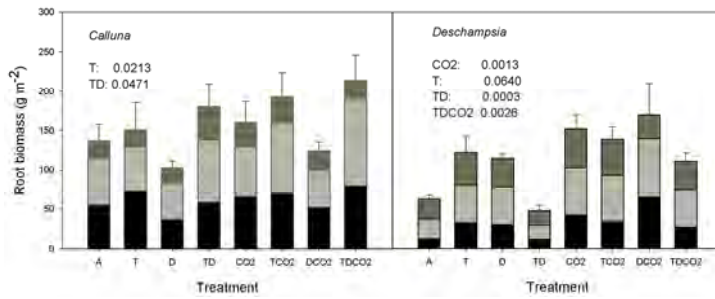 300
250
200
150
100
50
0
Root biomass (g m-2)
Calluna
T: 0.0213
TD: 0.0471
A T D TD CO2 TCO2 DCO2 TDCO2
Treatment
Deschampsia
CO2: 0.0013
T: 0.0640
TD: 0.0003
TDCO2 0.0026
A T D TD CO2 TCO2 DCO2 TDCO2
Treatment